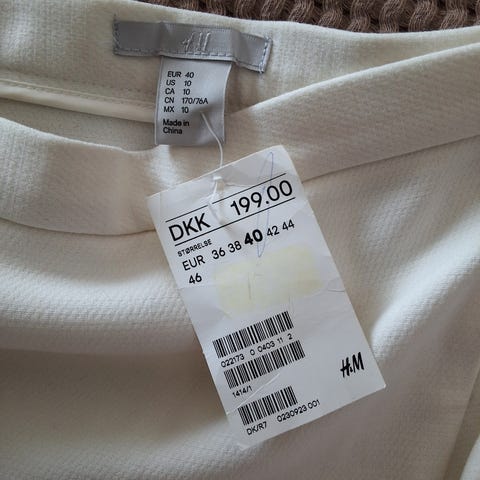 H&M
EUR 40
US 10
CA 10
CN 170/76A
MX 10
Made in
China
DKK 199.00
STØRRELSE
EUR 36 38 40 42 44
46
022173 0 0403 11 2
1414/1
H&M
DK/R7 0230923 001